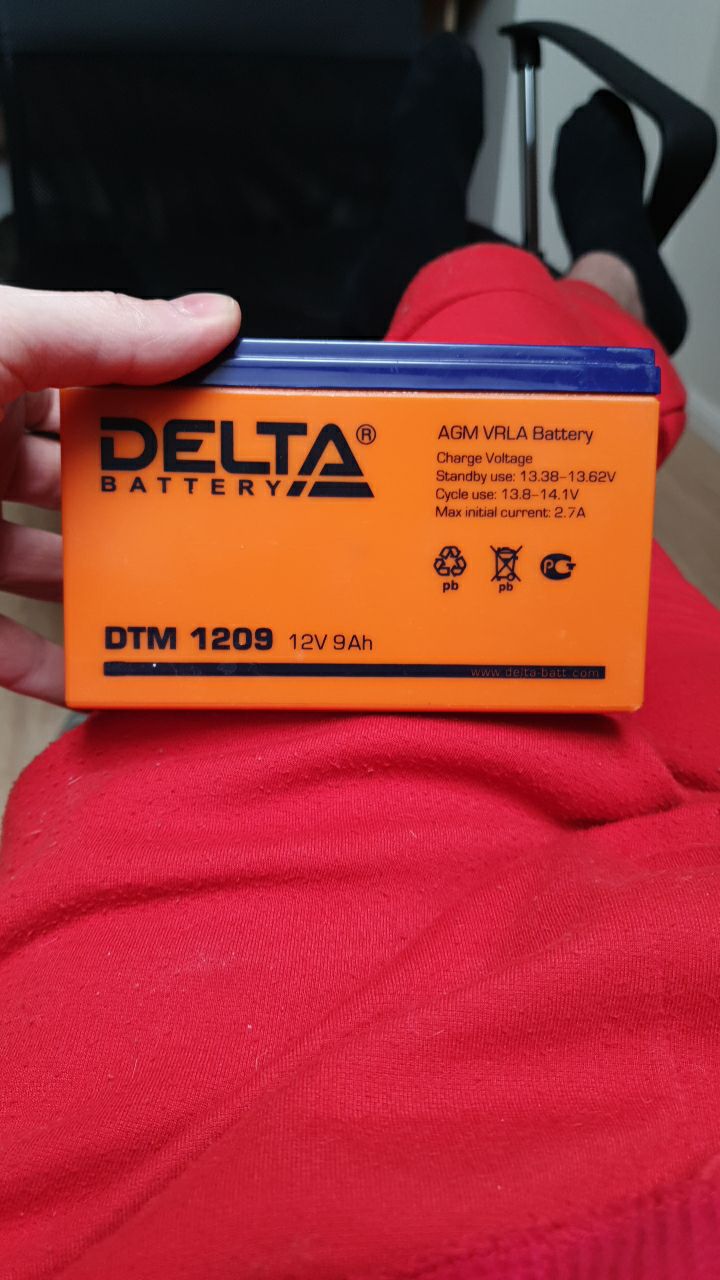 DELTA®
BATTERY
AGM VRLA Battery
Charge Voltage
Standby use: 13.38-13.62V
Cycle use: 13.8-14.1V
Max initial current: 2.7A
pb pb
DTM 1209 12V 9Ah
www.delta-batt.com